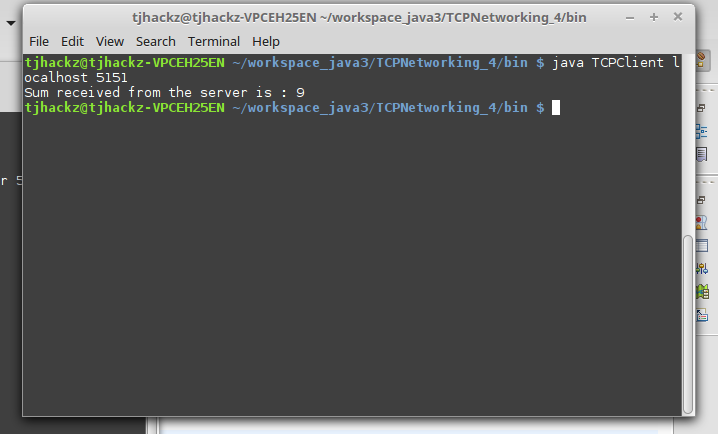 tjhackz@tjhackz-VPCEH25EN ~/workspace_java3/TCPNetworking_4/bin
File Edit View Search Terminal Help
tjhackz@tjhackz-VPCEH25EN ~/workspace_java3/TCPNetworking_4/bin $ java TCPClient l
ocalhost 5151
Sum received from the server is : 9
tjhackz@tjhackz-VPCEH25EN ~/workspace_java3/TCPNetworking_4/bin $
r 5